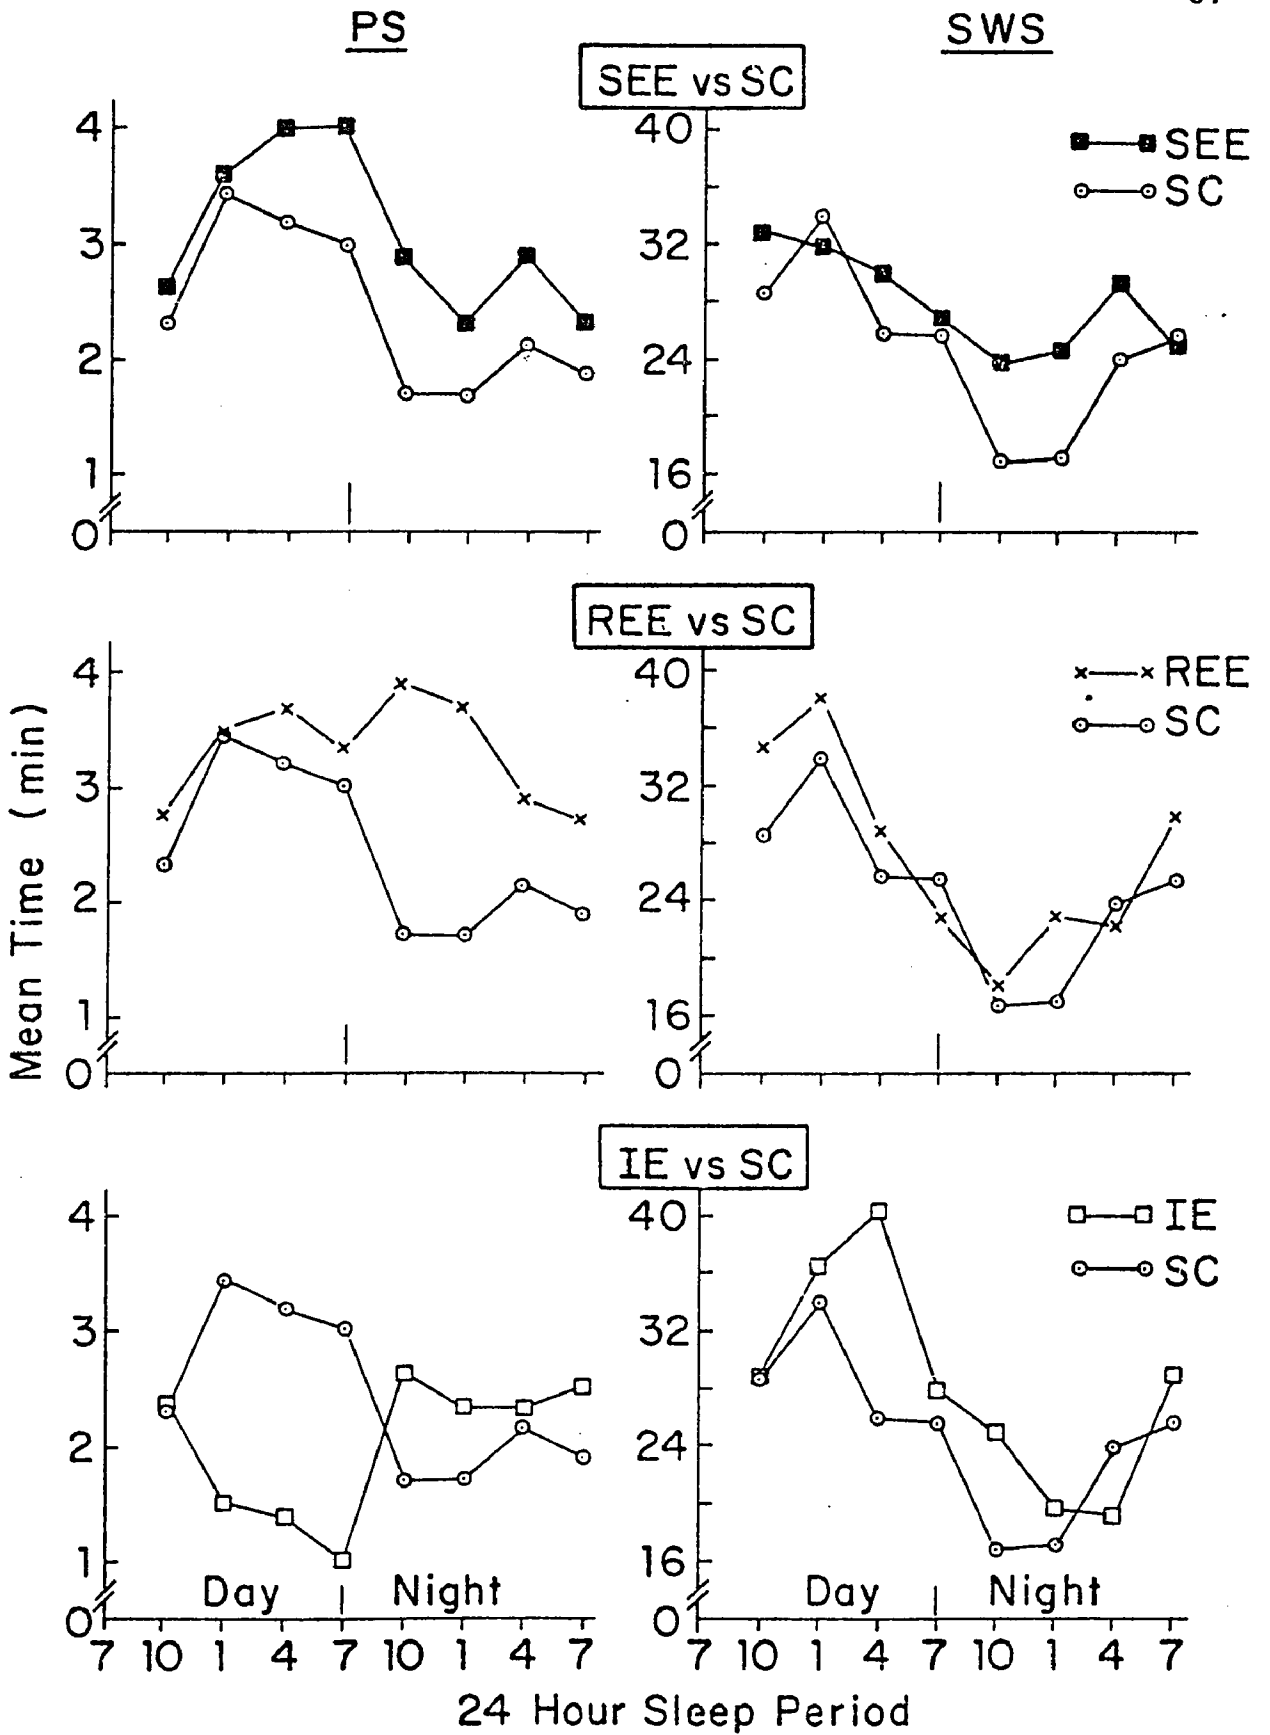 PS
SWS
SEE vs SC
4
3
2
1
0
40
32
24
16
0
SEE
SC
REE vs SC
4
3
2
1
0
40
32
24
16
0
REE
SC
Mean Time (min)
IE vs SC
4
3
2
1
0
40
32
24
16
0
IE
SC
Day Night
Day Night
7 10 1 4 7 10 1 4 7
7 10 1 4 7 10 1 4 7
24 Hour Sleep Period